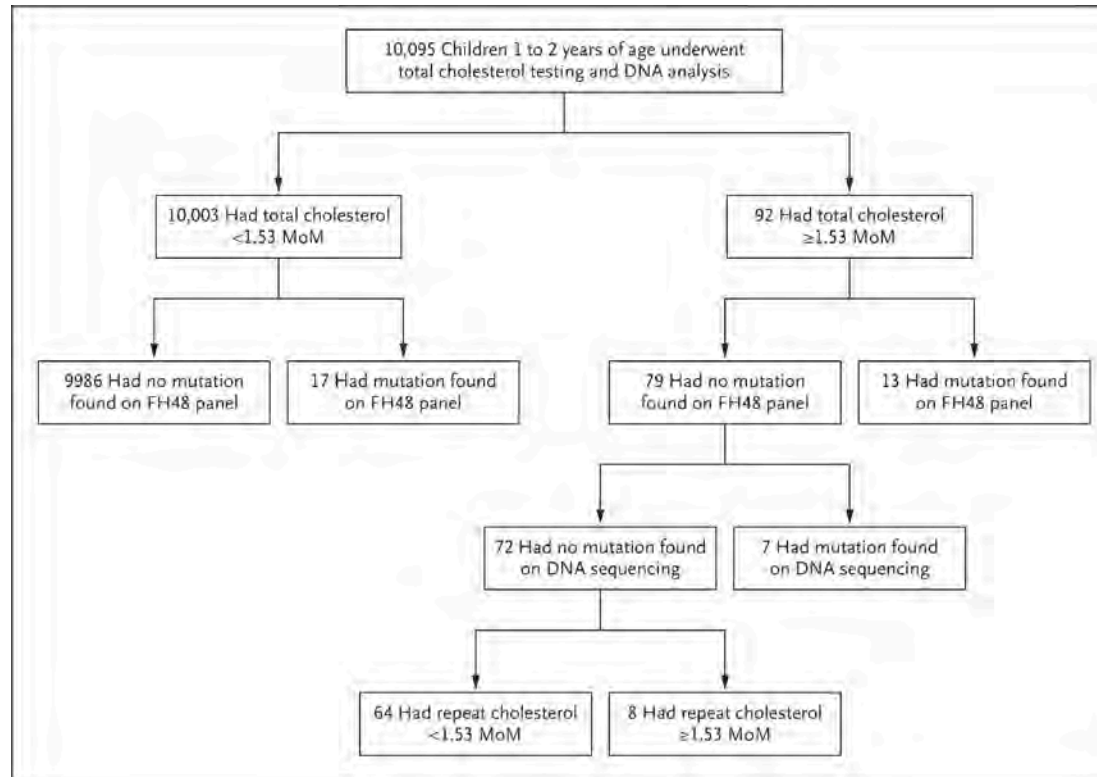 10,095 Children 1 to 2 years of age underwent
total cholesterol testing and DNA analysis
10,003 Had total cholesterol
<1.53 MoM
92 Had total cholesterol
≥1.53 MoM
9986 Had no mutation
found on FH48 panel
17 Had mutation found
on FH48 panel
79 Had no mutation
found on FH48 panel
13 Had mutation found
on FH48 panel
72 Had no mutation found
on DNA sequencing
7 Had mutation found
on DNA sequencing
64 Had repeat cholesterol
<1.53 MoM
8 Had repeat cholesterol
≥1.53 MoM